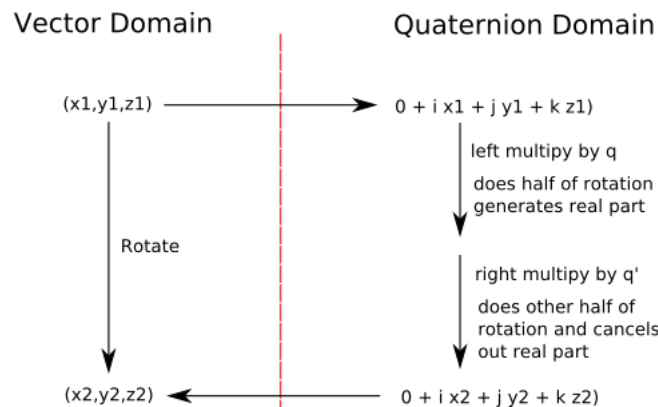 Vector Domain
Quaternion Domain
(x1,y1,z1)
0 + i x1 + j y1 + k z1)
left multipy by q
does half of rotation
generates real part
Rotate
right multipy by q'
does other half of
rotation and cancels
out real part
(x2,y2,z2)
0 + i x2 + j y2 + k z2)